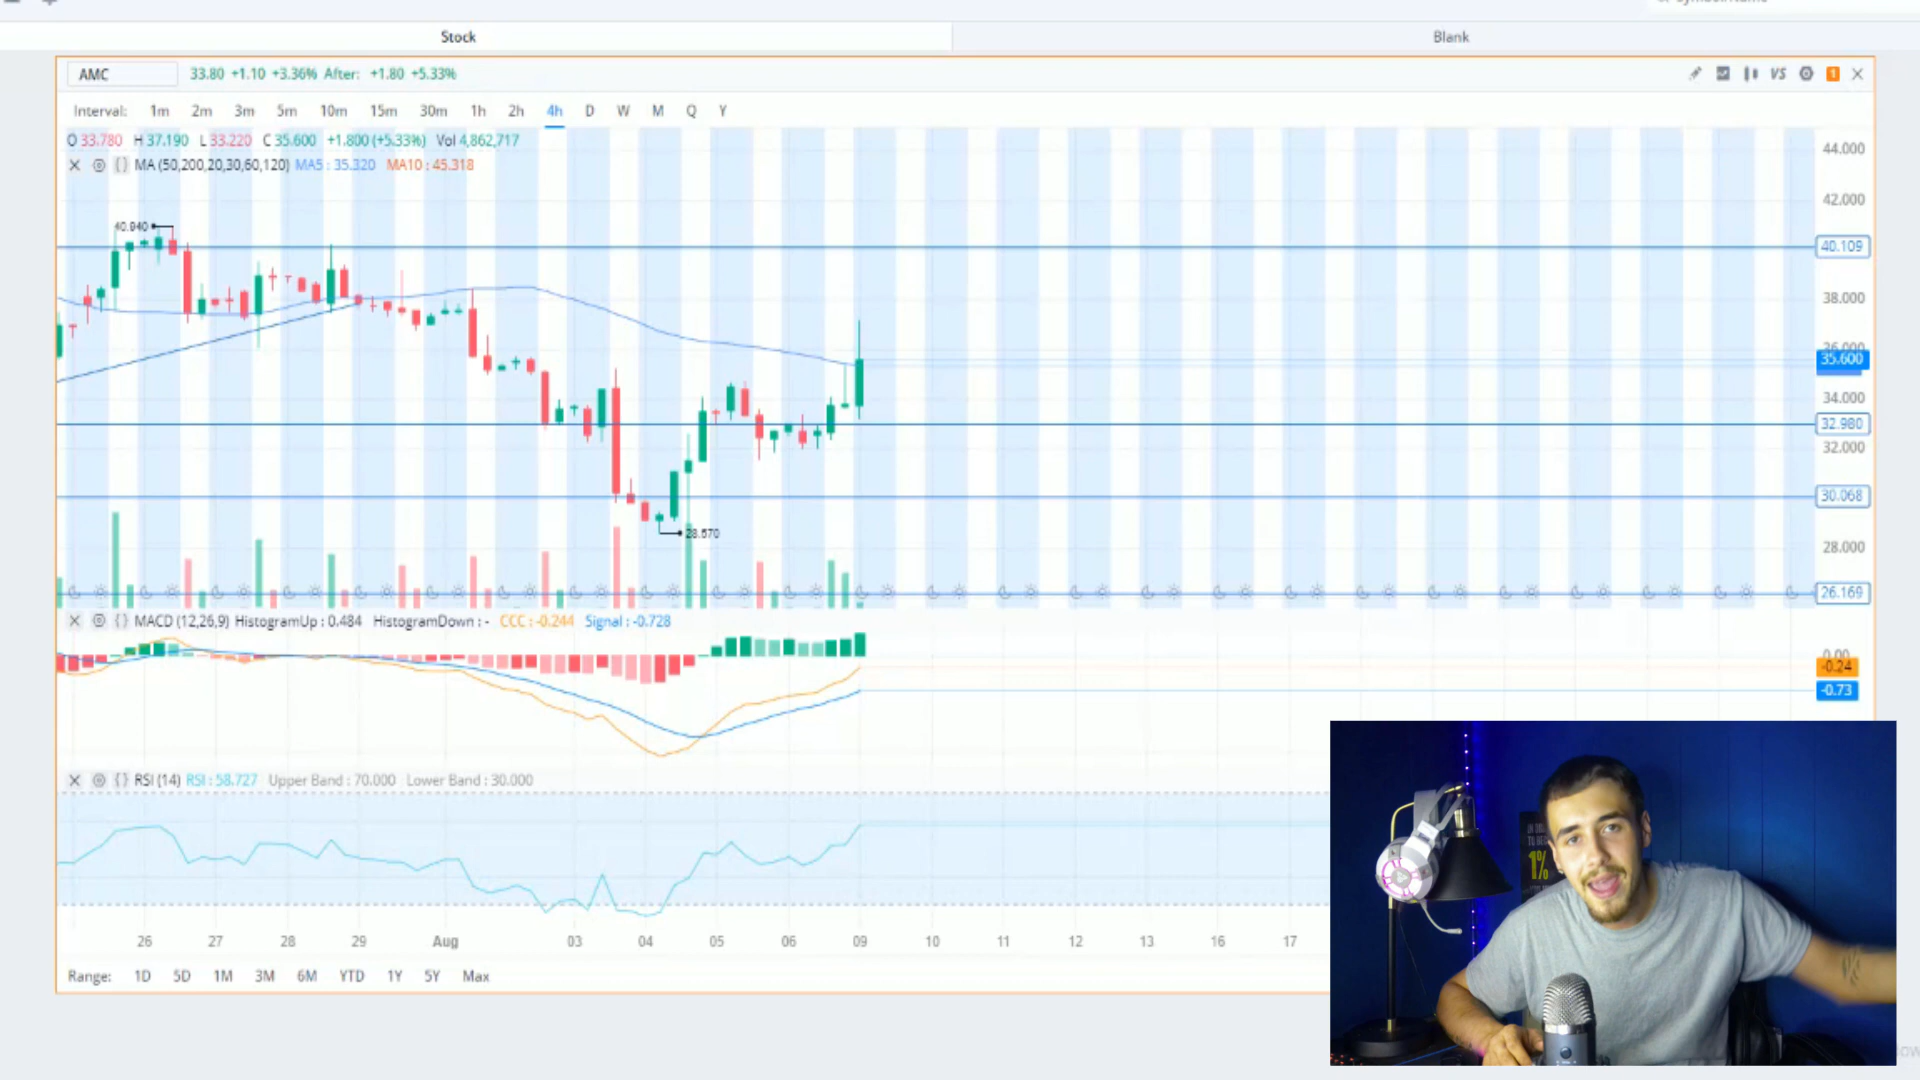 Stock
Blank
AMC 33.80 +1.10 +3.36% After: +1.80 +5.33% VS 1
Interval: 1m 2m 3m 5m 10m 15m 30m 1h 2h 4h D W M Q Y
O 33.780 H 37.190 L 33.220 C 35.600 +1.800 (+5.33%) Vol 4,862,717
MA (50,200,20,30,60,120) MA5 : 35.320 MA10 : 45.318
44.000
42.000
40.940
40.109
38.000
36.000
35.600
34.000
32.980
32.000
30.068
28.570
28.000
26.169
MACD (12,26,9) HistogramUp : 0.484 HistogramDown : - CCC : -0.244 Signal : -0.728
0.00
-0.24
-0.73
RSI (14) RSI : 58.727 Upper Band : 70.000 Lower Band : 30.000
1%
26 27 28 29 Aug 03 04 05 06 09 10 11 12 13 16 17
Range: 1D 5D 1M 3M 6M YTD 1Y 5Y Max